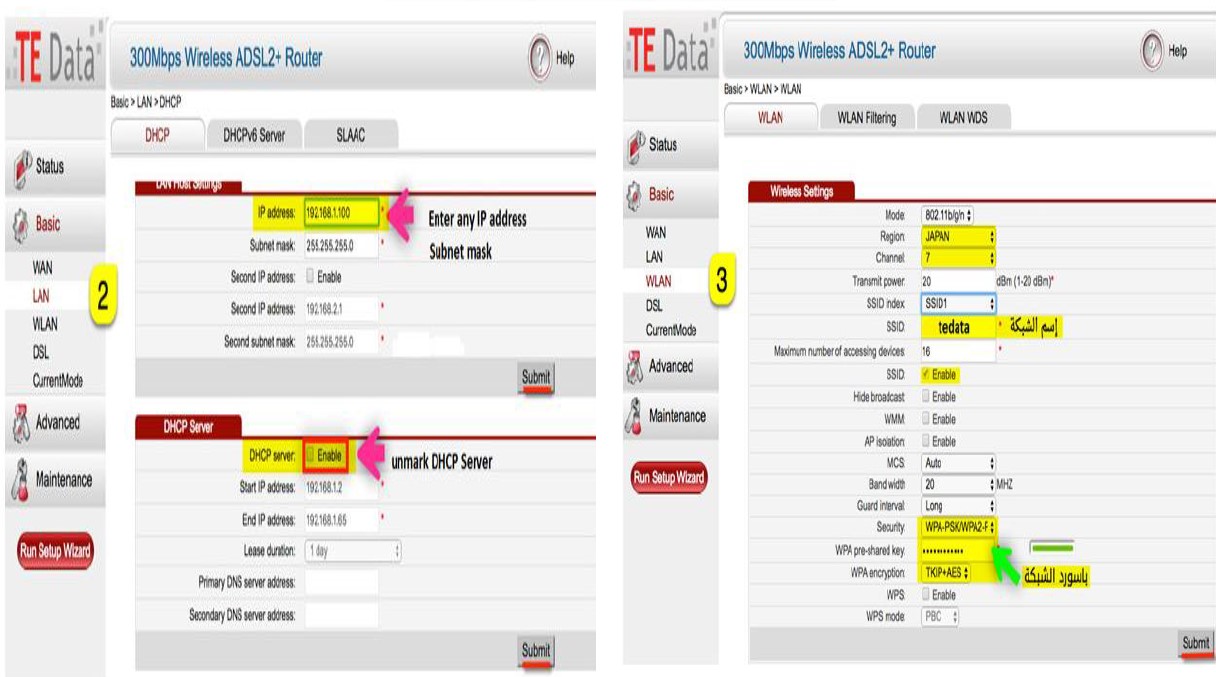 TE Data
300Mbps Wireless ADSL2+ Router
Help
Basic > LAN > DHCP
DHCP DHCPv6 Server SLAAC
Status
Basic
WAN
LAN
WLAN
DSL
CurrentMode
Advanced
Maintenance
Run Setup Wizard
2
LAN Host Settings
IP address: 192.168.1.100 * Enter any IP address
Subnet mask: 255.255.255.0 * Subnet mask
Second IP address: Enable
Second IP address: 192.168.2.1 *
Second subnet mask: 255.255.255.0 *
Submit
DHCP Server
DHCP server: Enable unmark DHCP Server
Start IP address: 192.168.1.2 *
End IP address: 192.168.1.65 *
Lease duration: 1 day
Primary DNS server address:
Secondary DNS server address:
Submit
TE Data
300Mbps Wireless ADSL2+ Router
Help
Basic > WLAN > WLAN
WLAN WLAN Filtering WLAN WDS
Status
Basic
WAN
LAN
WLAN
DSL
CurrentMode
Advanced
Maintenance
Run Setup Wizard
3
Wireless Settings
Mode: 802.11b/g/n
Region: JAPAN
Channel: 7
Transmit power: 20 dBm (1-20 dBm)*
SSID index: SSID1
SSID: tedata * إسم الشبكة
Maximum number of accessing devices: 16 *
SSID: Enable
Hide broadcast: Enable
WMM: Enable
AP isolation: Enable
MCS: Auto
Band width: 20 MHZ
Guard interval: Long
Security: WPA-PSK/WPA2-F
WPA pre-shared key: •••••••••••• *
WPA encryption: TKIP+AES باسورد الشبكة
WPS: Enable
WPS mode: PBC
Submit